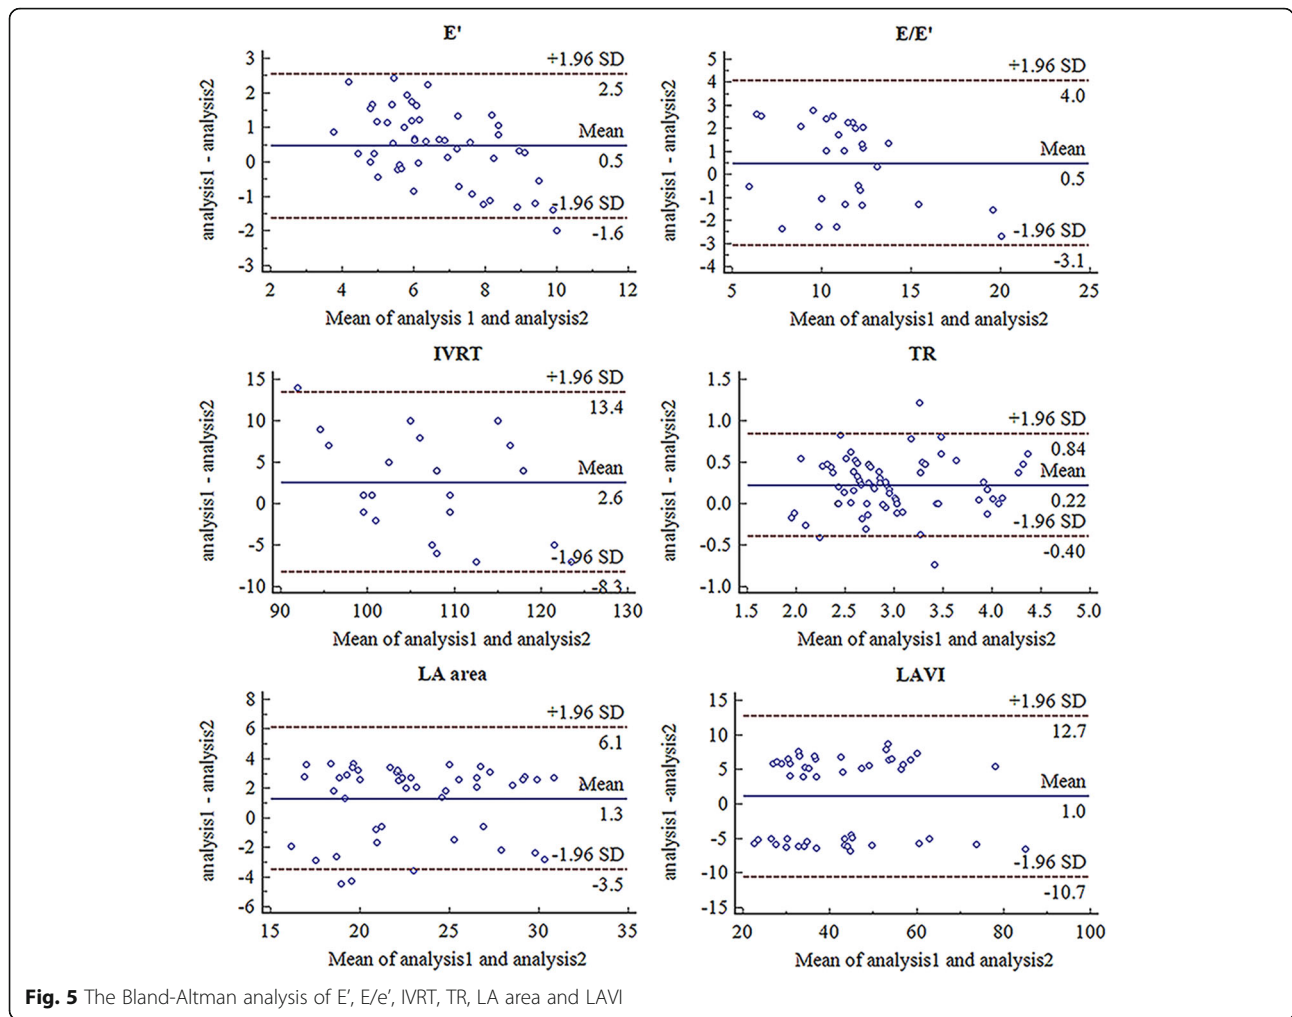 E'
3
2
1
0
-1
-2
-3
÷1.96 SD
2.5
Mean
0.5
-1.96 SD
-1.6
analysis1 - analysis2
2 4 6 8 10 12
Mean of analysis 1 and analysis2
E/E'
5
4
3
2
1
0
-1
-2
-3
-4
÷1.96 SD
4.0
Mean
0.5
-1.96 SD
-3.1
analysis1 - analysis2
5 10 15 20 25
Mean of analysis1 and analysis2
IVRT
15
10
5
0
-5
-10
÷1.96 SD
13.4
Mean
2.6
-1.96 SD
-8.3
analysis1 - analysis2
90 100 110 120 130
Mean of analysis1 and analysis2
TR
1.5
1.0
0.5
0.0
-0.5
-1.0
÷1.96 SD
0.84
Mean
0.22
-1.96 SD
-0.40
analysis1 - analysis2
1.5 2.0 2.5 3.0 3.5 4.0 4.5 5.0
Mean of analysis1 and analysis2
LA area
8
6
4
2
0
-2
-4
-6
÷1.96 SD
6.1
Mean
1.3
-1.96 SD
-3.5
analysis1 - analysis2
15 20 25 30 35
Mean of analysis1 and analysis2
LAVI
15
10
5
0
-5
-10
-15
÷1.96 SD
12.7
Mean
1.0
-1.96 SD
-10.7
analysis1 -analysis2
20 40 60 80 100
Mean of analysis1 and analysis2
Fig. 5 The Bland-Altman analysis of E′, E/e′, IVRT, TR, LA area and LAVI